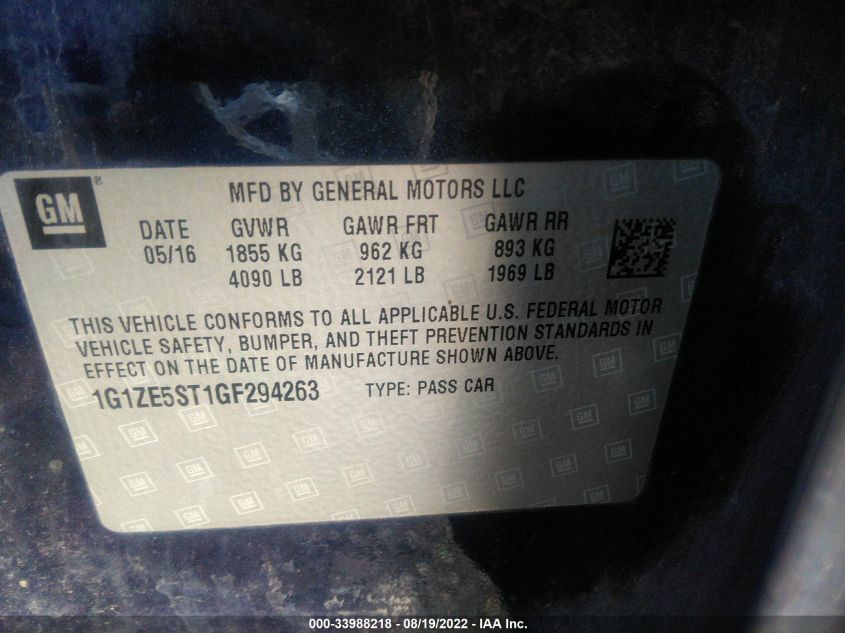 GM®
MFD BY GENERAL MOTORS LLC
DATE GVWR GAWR FRT GAWR RR
05/16 1855 KG 962 KG 893 KG
4090 LB 2121 LB 1969 LB
THIS VEHICLE CONFORMS TO ALL APPLICABLE U.S. FEDERAL MOTOR
VEHICLE SAFETY, BUMPER, AND THEFT PREVENTION STANDARDS IN
EFFECT ON THE DATE OF MANUFACTURE SHOWN ABOVE.
1G1ZE5ST1GF294263 TYPE: PASS CAR
000-33988218 - 08/19/2022 - IAA Inc.